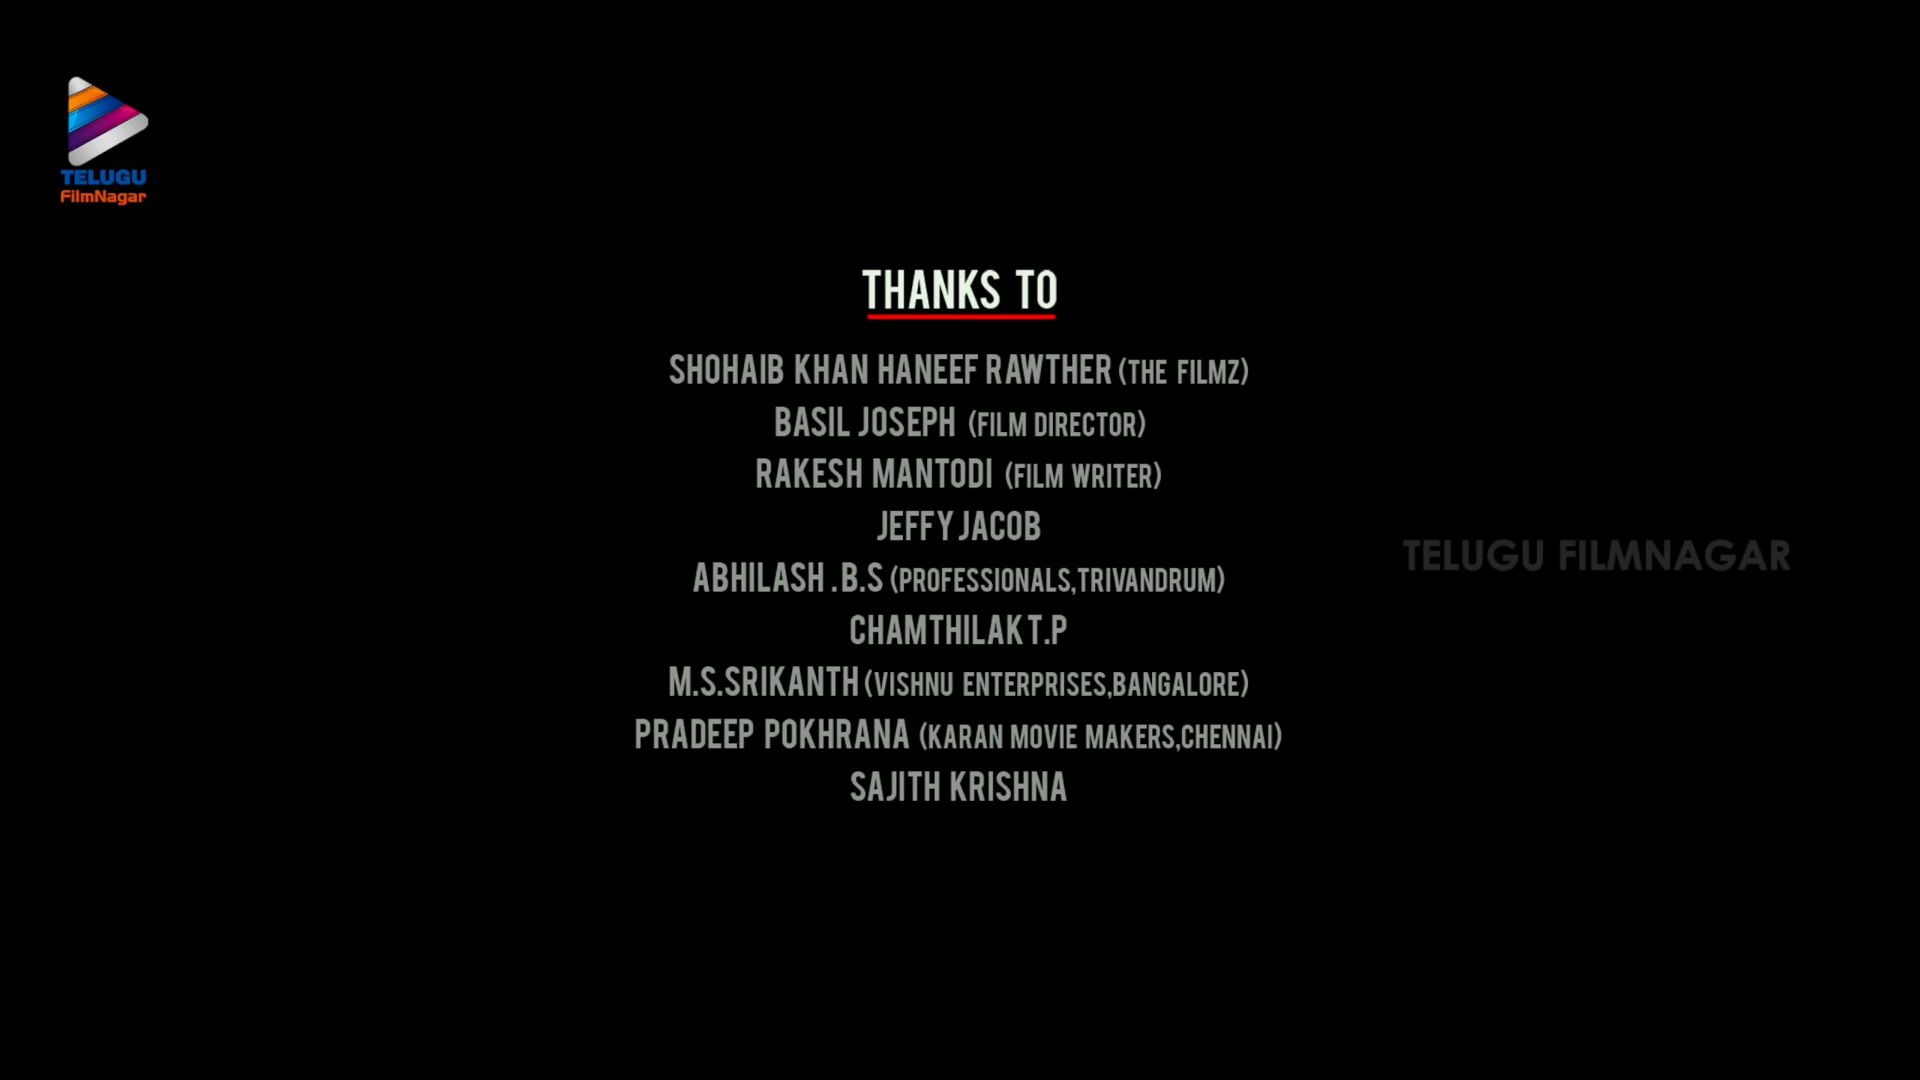 TELUGU
FilmNagar
THANKS TO
SHOHAIB KHAN HANEEF RAWTHER (THE FILMZ)
BASIL JOSEPH (FILM DIRECTOR)
RAKESH MANTODI (FILM WRITER)
JEFFY JACOB
ABHILASH .B.S (PROFESSIONALS,TRIVANDRUM)
TELUGU FILMNAGAR
CHAMTHILAK T.P
M.S.SRIKANTH (VISHNU ENTERPRISES,BANGALORE)
PRADEEP POKHRANA (KARAN MOVIE MAKERS,CHENNAI)
SAJITH KRISHNA